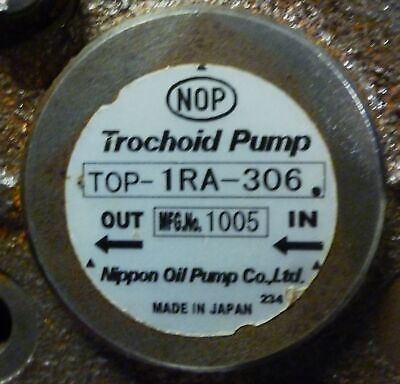 NOP
Trochoid Pump
TOP-1RA-306
OUT MFG.No. 1005 IN
Nippon Oil Pump Co.,Ltd.
MADE IN JAPAN 234